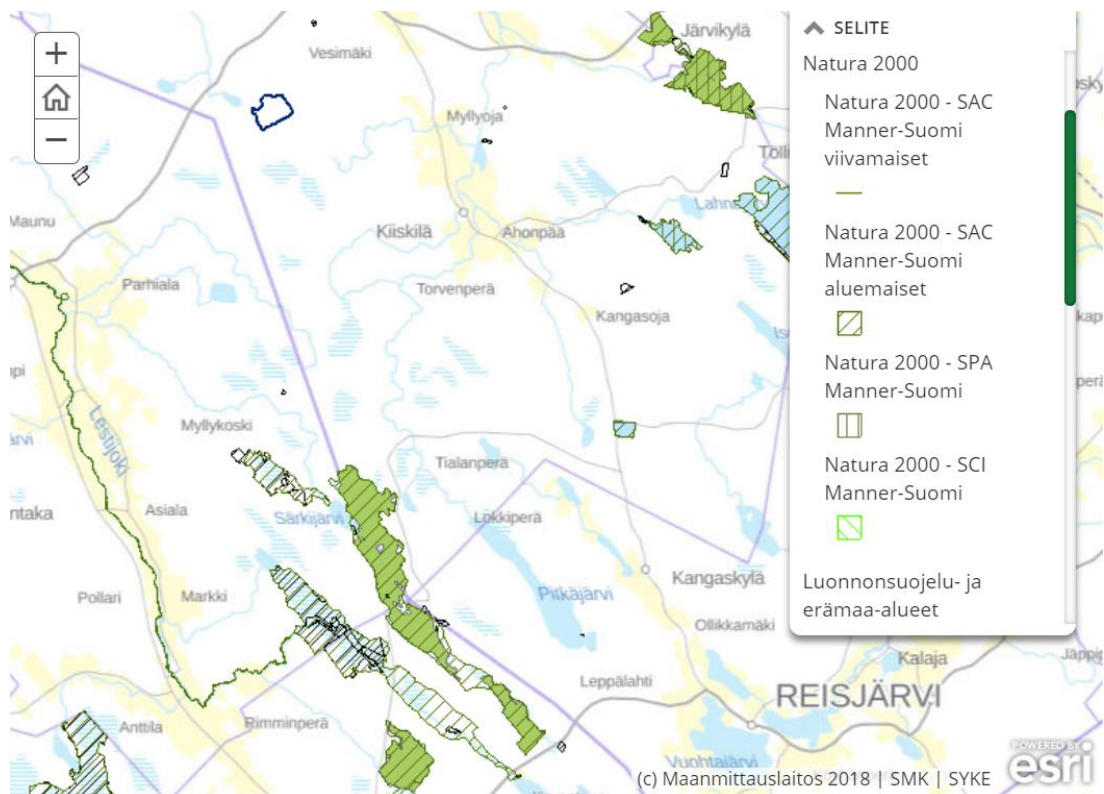 +
−
Vesimäki
Järvikylä
Myllyoja
Maunu
Kiiskilä
Ahonpää
Parhiala
Torvenperä
Kangasoja
Lestijoki
Myllykoski
Tialanperä
Asiala
Särkijärvi
Lokkiperä
Pollari
Markki
Pitkäjärvi
Kangaskylä
Ollikkamäki
Kalaja
Leppälahti
REISJÄRVI
Anttila
Rimminperä
Vuohtajärvi
SELITE
Natura 2000
Natura 2000 - SAC
Manner-Suomi
viivamaiset
Natura 2000 - SAC
Manner-Suomi
aluemaiset
Natura 2000 - SPA
Manner-Suomi
Natura 2000 - SCI
Manner-Suomi
Luonnonsuojelu- ja
erämaa-alueet
(c) Maanmittauslaitos 2018 | SMK | SYKE
POWERED BY
esri